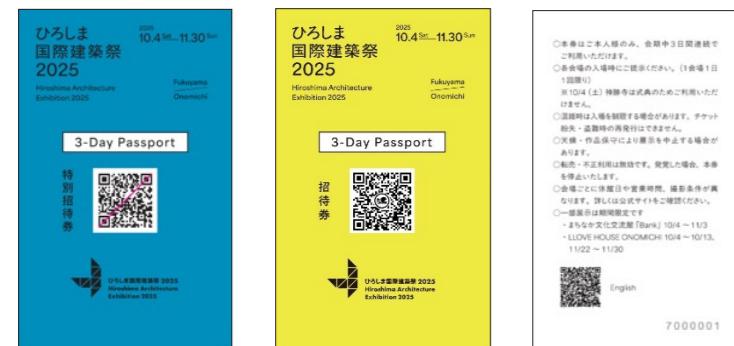 ひろしま
国際建築祭
2025
2025
10.4 Sat—11.30 Sun
Hiroshima Architecture
Exhibition 2025
Fukuyama
Onomichi
3-Day Passport
特別招待券
ひろしま国際建築祭 2025
Hiroshima Architecture
Exhibition 2025
ひろしま
国際建築祭
2025
2025
10.4 Sat—11.30 Sun
Hiroshima Architecture
Exhibition 2025
Fukuyama
Onomichi
3-Day Passport
招待券
ひろしま国際建築祭 2025
Hiroshima Architecture
Exhibition 2025
○本券はご本人様のみ、会期中3日間連続で
ご利用いただけます。
○各会場の入場時にご提示ください。(1会場1日
1回限り)
※10/4(土)神勝寺は式典のためご利用いただ
けません。
○混雑時は入場を制限する場合があります。チケット
紛失・盗難時の再発行はできません。
○天候・作品保守により展示を中止する場合が
あります。
○転売・不正利用は無効です。発覚した場合、本券
を停止いたします。
○会場ごとに休館日や営業時間、撮影条件が異
なります。詳しくは公式サイトをご確認ください。
○一部展示は期間限定です
・まちなか文化交流館「Bank」10/4 ～ 11/3
・LLOVE HOUSE ONOMICHI 10/4 ～ 10/13、
11/22 ～ 11/30
English
7000001